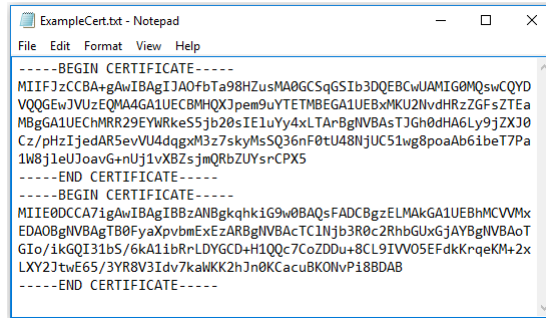 ExampleCert.txt - Notepad
File Edit Format View Help
-----BEGIN CERTIFICATE-----
MIIFJzCCBA+gAwIBAgIJAOfbTa98HZusMA0GCSqGSIb3DQEBCwUAMIG0MQswCQYD
VQQGEwJVUzEQMA4GA1UECBMHQXJpem9uYTETMBEGA1UEBxMKU2NvdHRzZGFsZTEa
MBgGA1UEChMRR29EYWRkeS5jb20sIEluYy4xLTArBgNVBAsTJGh0dHA6Ly9jZXJ0
Cz/pHzIjedAR5evVU4dqgxM3z7skyMsSQ36nF0tU48NjUC51wg8poaAb6ibeT7Pa
1W8jleUJoavG+nUj1vXBZsjmQRbZUYsrCPX5
-----END CERTIFICATE-----
-----BEGIN CERTIFICATE-----
MIIE0DCCA7igAwIBAgIBBzANBgkqhkiG9w0BAQsFADCBgzELMAkGA1UEBhMCVVMx
EDAOBgNVBAgTB0FyaXpvbmExEzARBgNVBAcTClNjb3R0c2RhbGUxGjAYBgNVBAoT
GIo/ikGQI31bS/6kA1ibRrLDYGCD+H1QQc7CoZDDu+8CL9IVVO5EFdkKrqeKM+2x
LXY2JtwE65/3YR8V3Idv7kaWKK2hJn0KCacuBKONvPi8BDAB
-----END CERTIFICATE-----